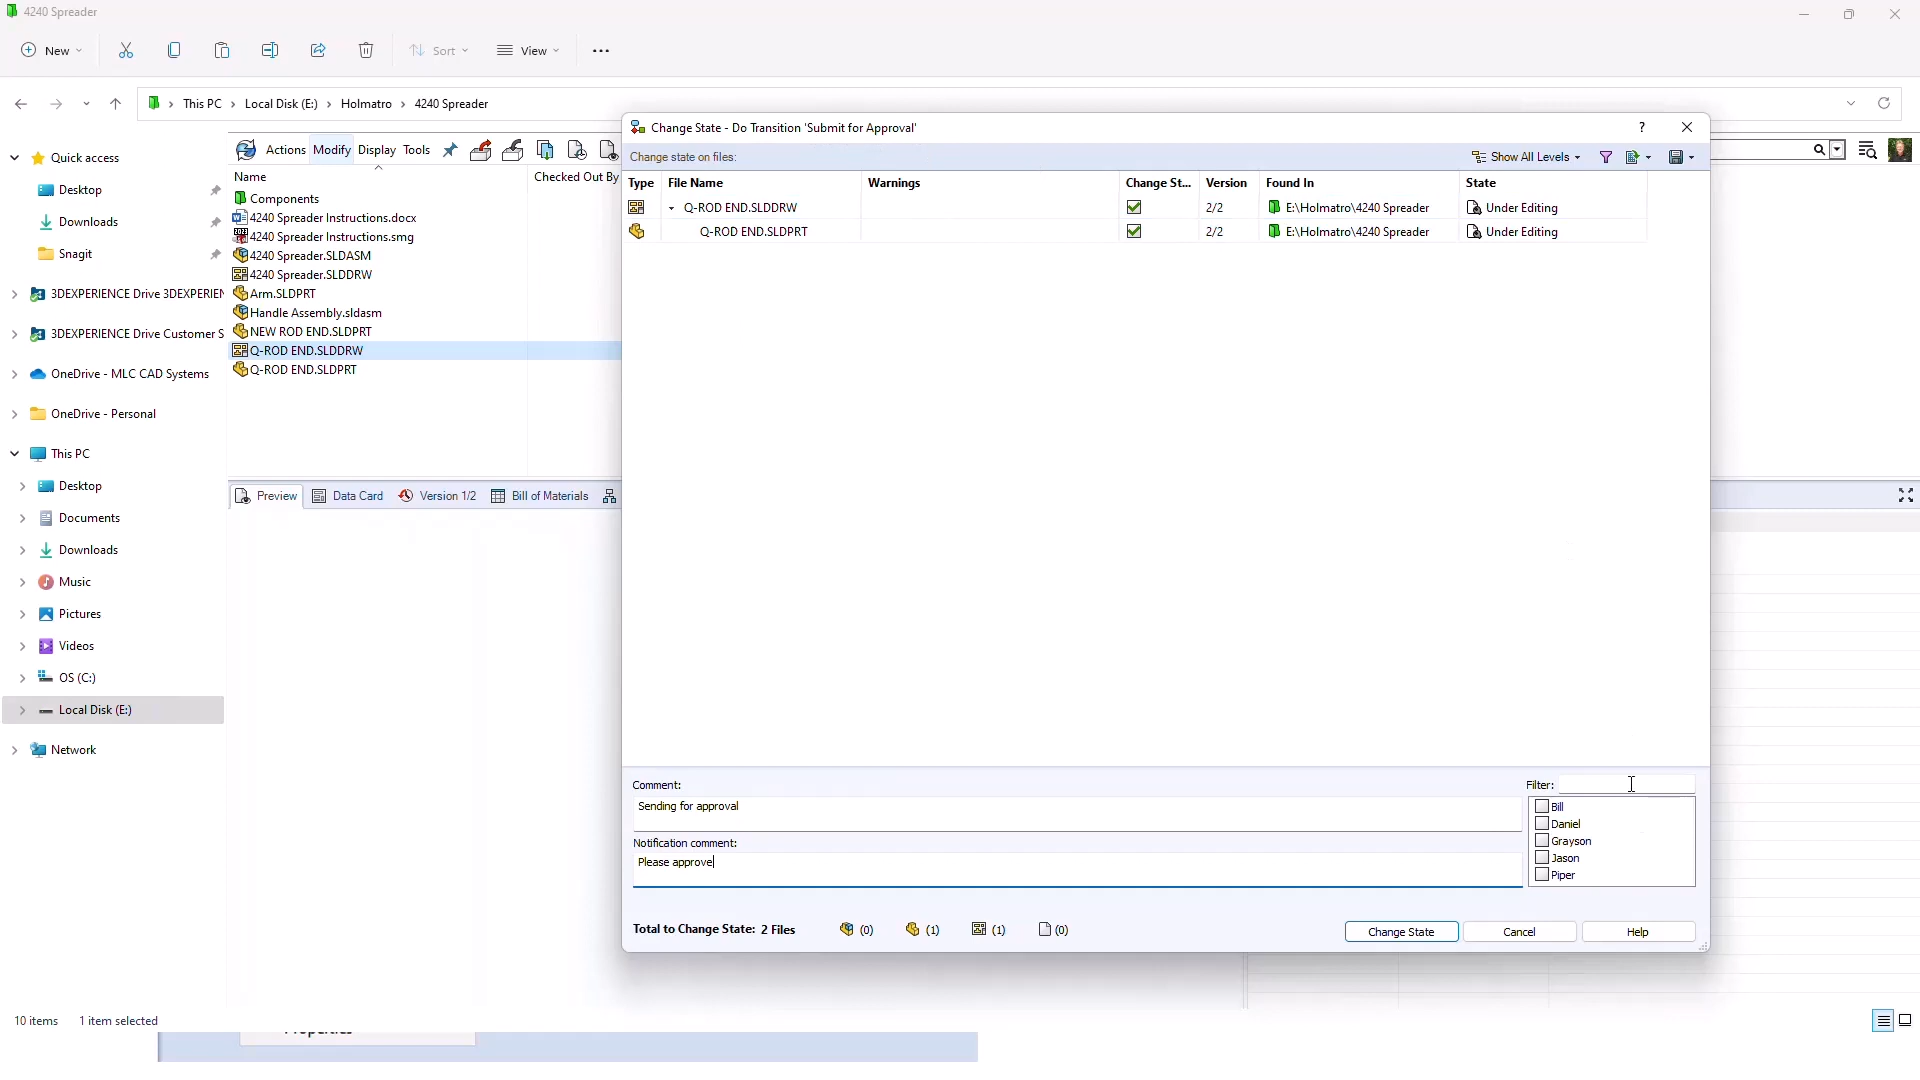 4240 Spreader
New
Sort
View
This PC
Local Disk (E:)
Holmatro
4240 Spreader
Quick access
Desktop
Downloads
Snagit
3DEXPERIENCE Drive 3DEXPERIEN
3DEXPERIENCE Drive Customer S
OneDrive - MLC CAD Systems
OneDrive - Personal
This PC
Desktop
Documents
Downloads
Music
Pictures
Videos
OS (C:)
Local Disk (E:)
Network
Actions Modify Display Tools
Name
Checked Out By
Components
4240 Spreader Instructions.docx
4240 Spreader Instructions.smg
4240 Spreader.SLDASM
4240 Spreader.SLDDRW
Arm.SLDPRT
Handle Assembly.sldasm
NEW ROD END.SLDPRT
Q-ROD END.SLDDRW
Q-ROD END.SLDPRT
Preview Data Card Version 1/2 Bill of Materials
Change State - Do Transition 'Submit for Approval'
?
Change state on files:
Show All Levels
Type File Name Warnings Change St... Version Found In State
Q-ROD END.SLDDRW 2/2 E:\Holmatro\4240 Spreader Under Editing
Q-ROD END.SLDPRT 2/2 E:\Holmatro\4240 Spreader Under Editing
Comment:
Sending for approval
Notification comment:
Please approve
Filter:
Bill
Daniel
Grayson
Jason
Piper
Total to Change State: 2 Files (0) (1) (1) (0)
Change State
Cancel
Help
10 items 1 item selected